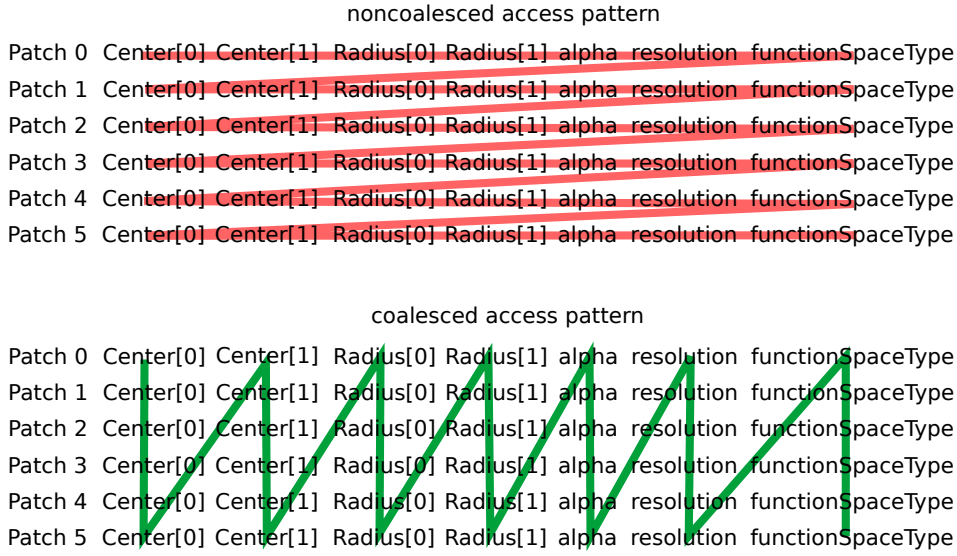 noncoalesced access pattern
Patch 0 Center[0] Center[1] Radius[0] Radius[1] alpha resolution functionSpaceType
Patch 1 Center[0] Center[1] Radius[0] Radius[1] alpha resolution functionSpaceType
Patch 2 Center[0] Center[1] Radius[0] Radius[1] alpha resolution functionSpaceType
Patch 3 Center[0] Center[1] Radius[0] Radius[1] alpha resolution functionSpaceType
Patch 4 Center[0] Center[1] Radius[0] Radius[1] alpha resolution functionSpaceType
Patch 5 Center[0] Center[1] Radius[0] Radius[1] alpha resolution functionSpaceType
coalesced access pattern
Patch 0 Center[0] Center[1] Radius[0] Radius[1] alpha resolution functionSpaceType
Patch 1 Center[0] Center[1] Radius[0] Radius[1] alpha resolution functionSpaceType
Patch 2 Center[0] Center[1] Radius[0] Radius[1] alpha resolution functionSpaceType
Patch 3 Center[0] Center[1] Radius[0] Radius[1] alpha resolution functionSpaceType
Patch 4 Center[0] Center[1] Radius[0] Radius[1] alpha resolution functionSpaceType
Patch 5 Center[0] Center[1] Radius[0] Radius[1] alpha resolution functionSpaceType